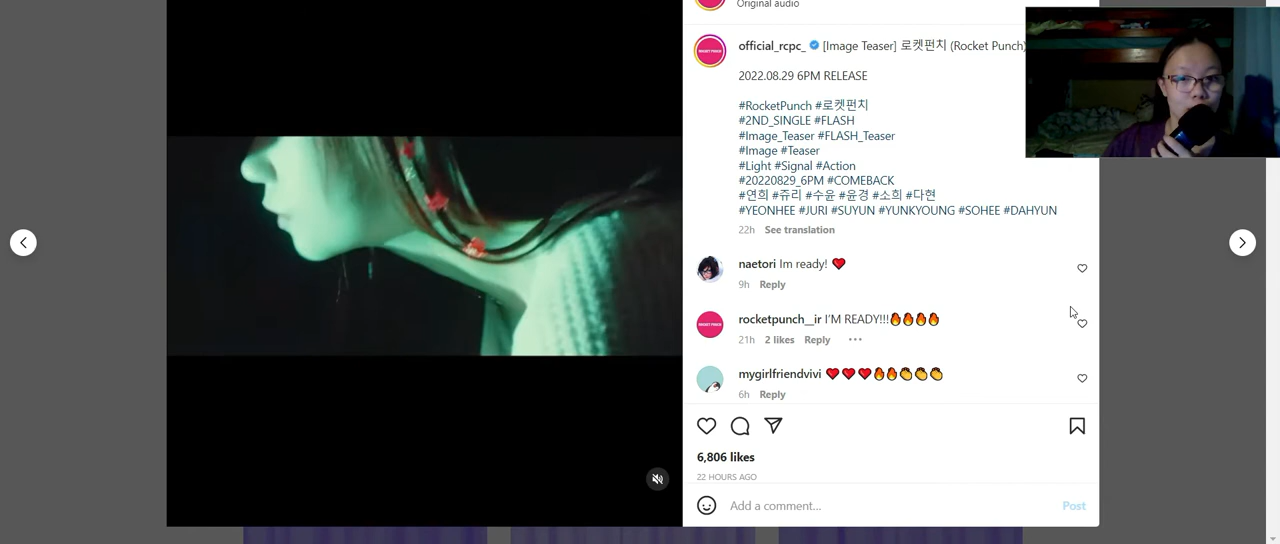 Original audio
official_rcpc_ [Image Teaser] 로켓펀치 (Rocket Punch)
2022.08.29 6PM RELEASE
#RocketPunch #로켓펀치
#2ND_SINGLE #FLASH
#Image_Teaser #FLASH_Teaser
#Image #Teaser
#Light #Signal #Action
#20220829_6PM #COMEBACK
#연희 #쥬리 #수윤 #윤경 #소희 #다현
#YEONHEE #JURI #SUYUN #YUNKYOUNG #SOHEE #DAHYUN
22h See translation
naetori Im ready! ❤️
9h Reply
ROCKET PUNCH
rocketpunch__ir I'M READY!!!🔥🔥🔥🔥
21h 2 likes Reply
mygirlfriendvivi ❤️❤️❤️🔥🔥👏👏👏
6h Reply
6,806 likes
22 HOURS AGO
Add a comment... Post